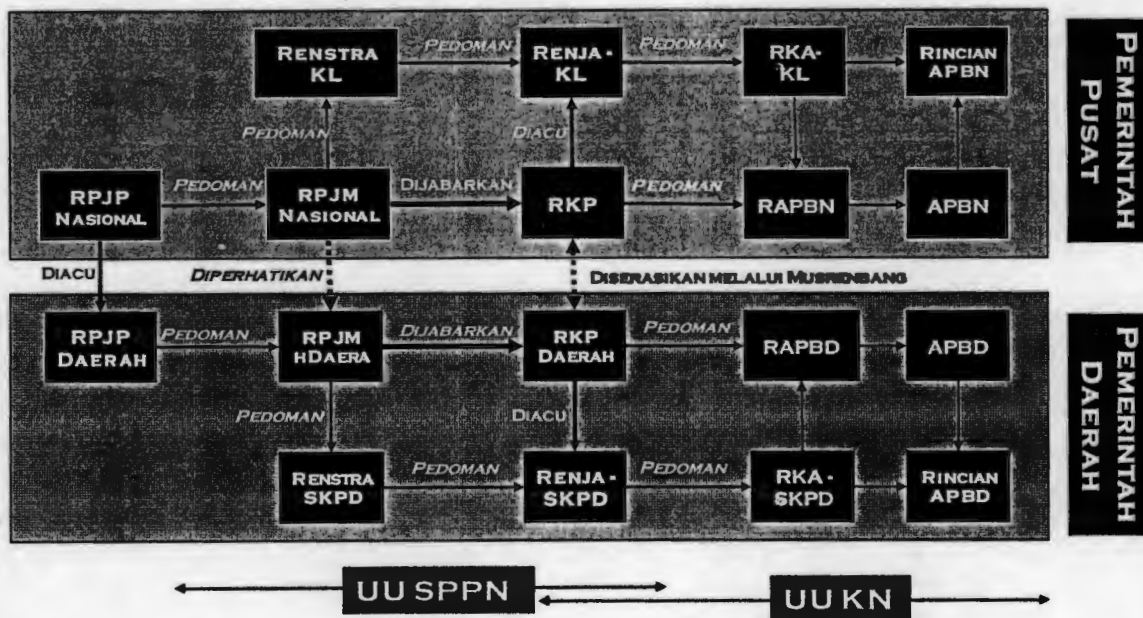 RENSTRA
KL
PEDOMAN
RENJA-
KL
PEDOMAN
RKA-
KL
RINCIAN
APBN
PEDOMAN
DIACU
RPJP
NASIONAL
PEDOMAN
RPJM
NASIONAL
DIJABARKAN
RKP
PEDOMAN
RAPBN
APBN
PEMERINTAH
PUSAT
DIACU
DIPERHATIKAN
DISERASIKAN MELALUI MUSRENBANG
RPJP
DAERAH
PEDOMAN
RPJM
HDAERA
DIJABARKAN
RKP
DAERAH
PEDOMAN
RAPBD
APBD
PEDOMAN
DIACU
RENSTRA
SKPD
PEDOMAN
RENJA-
SKPD
PEDOMAN
RKA-
SKPD
RINCIAN
APBD
PEMERINTAH
DAERAH
UU SPPN
UU KN